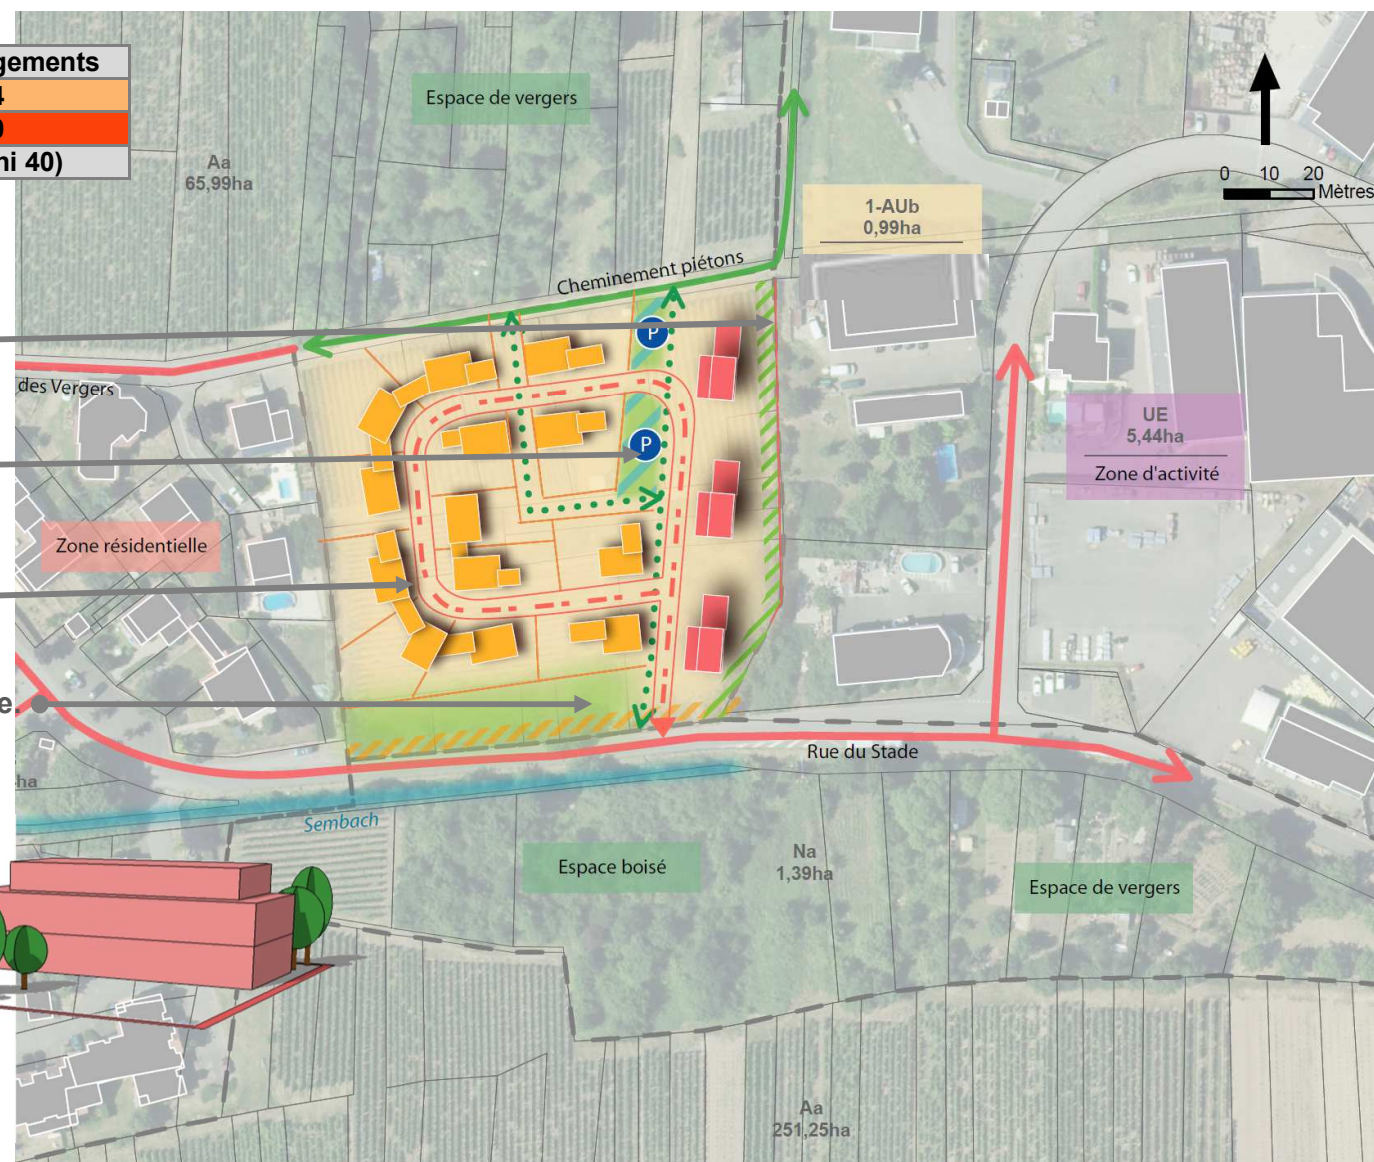 gements
4
0
ni 40)
Espace de vergers
Aa
65,99ha
0 10 20
Mètres
1-AUb
0,99ha
Cheminement piétons
P
des Vergers
P
UE
5,44ha
Zone d'activité
Zone résidentielle
e.
Rue du Stade
ha
Sembach
Espace boisé
Na
1,39ha
Espace de vergers
Aa
251,25ha